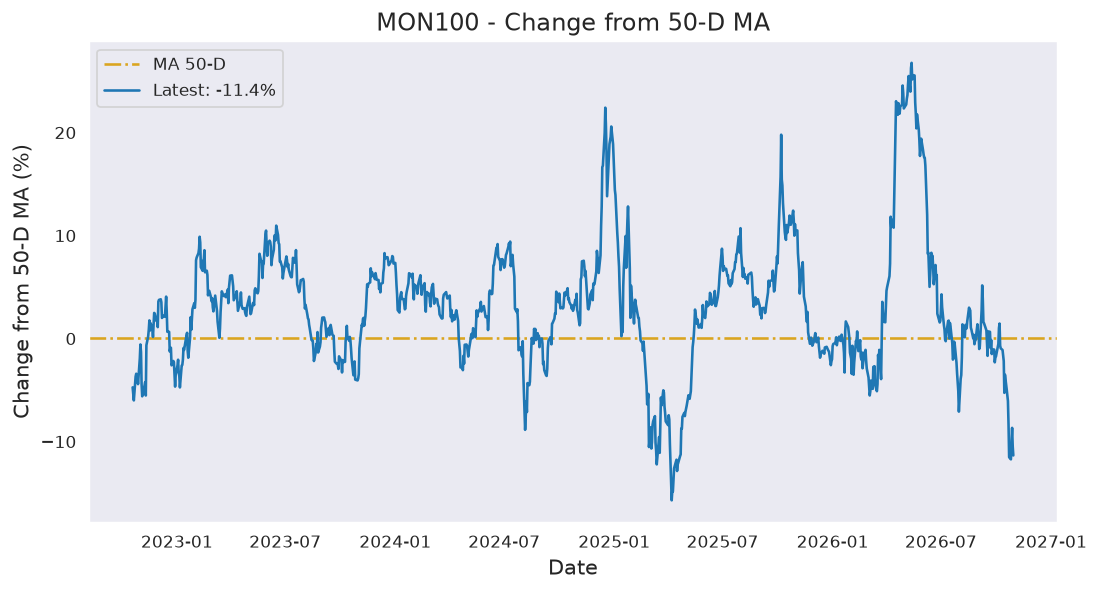 MON100 - Change from 50-D MA
MA 50-D
Latest: -11.4%
Change from 50-D MA (%)
20
10
0
−10
2023-01 2023-07 2024-01 2024-07 2025-01 2025-07 2026-01 2026-07 2027-01
Date